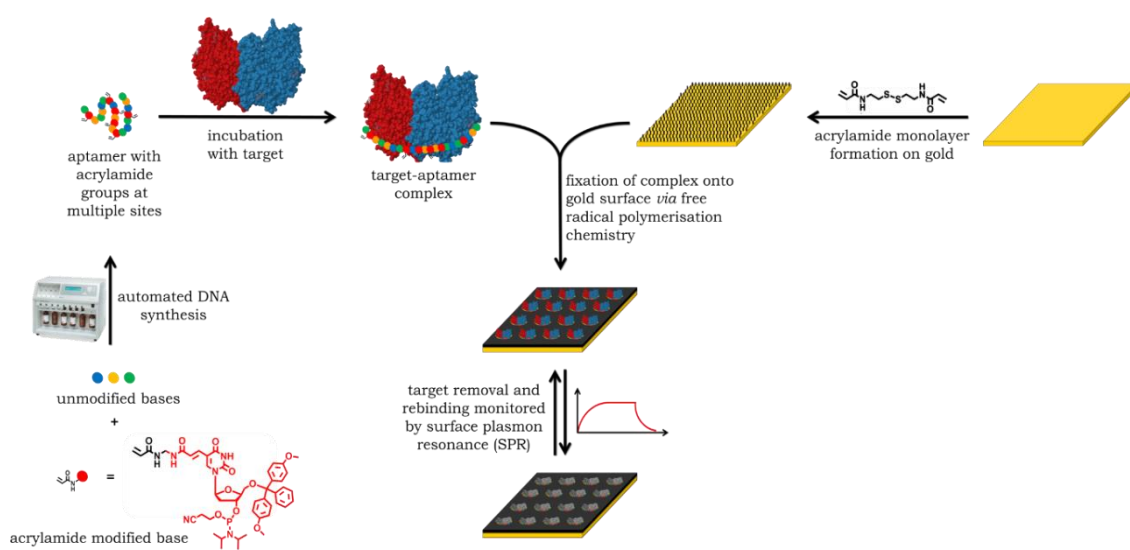 aptamer with
acrylamide
groups at
multiple sites
incubation
with target
target-aptamer
complex
acrylamide monolayer
formation on gold
O
N
H
S
S
H
N
O
fixation of complex onto
gold surface via free
radical polymerisation
chemistry
automated DNA
synthesis
unmodified bases
+
O
N
H
=
acrylamide modified base
O
N
H
N
H
O
O
NH
N
O
O
O
O
O
O
P
O
NC
N
target removal and
rebinding monitored
by surface plasmon
resonance (SPR)